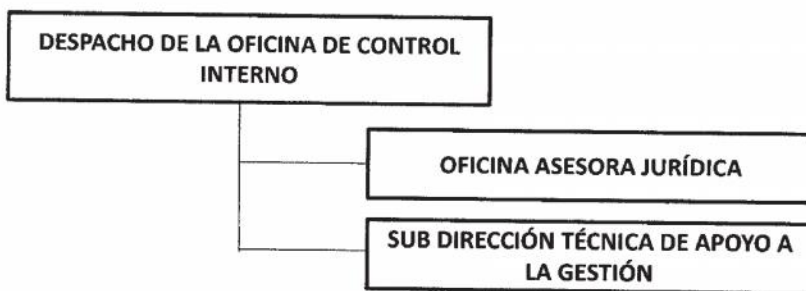 DESPACHO DE LA OFICINA DE CONTROL
INTERNO
OFICINA ASESORA JURÍDICA
SUB DIRECCIÓN TÉCNICA DE APOYO A
LA GESTIÓN